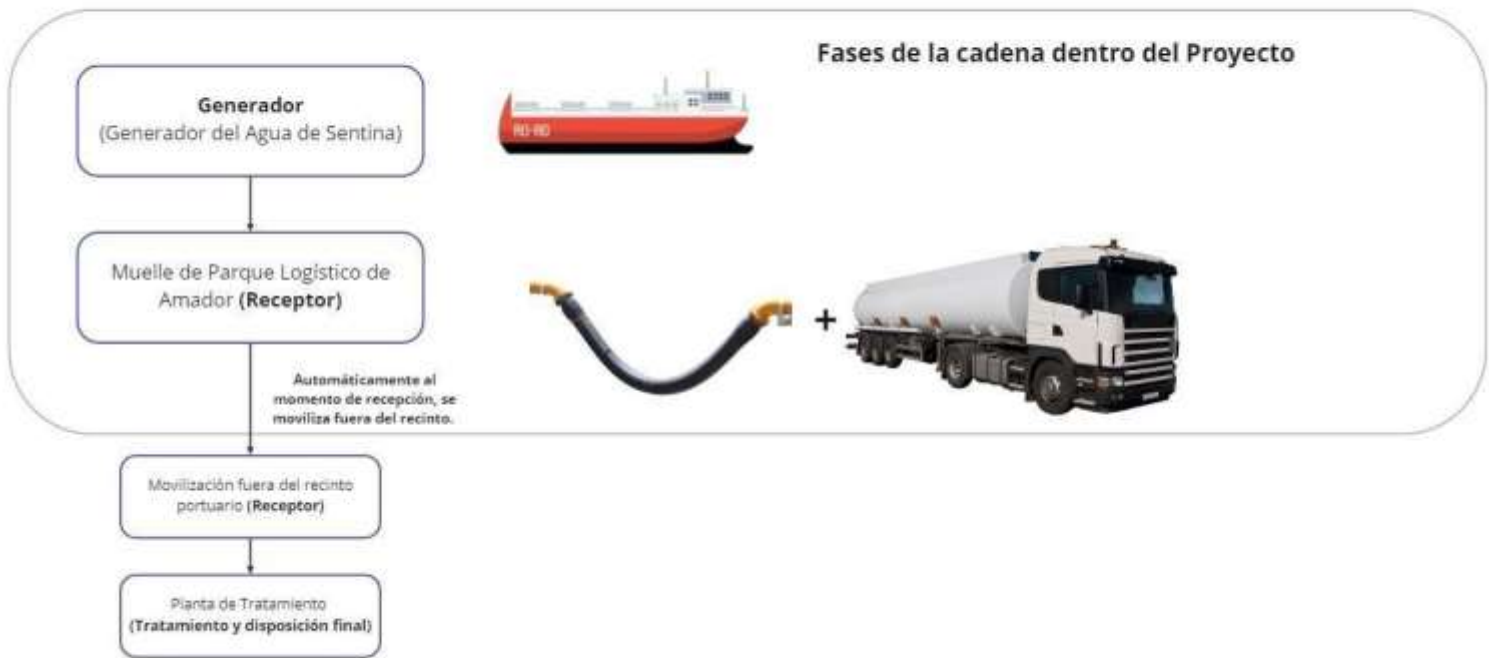 Fases de la cadena dentro del Proyecto
Generador
(Generador del Agua de Sentina)
RO-RO
Muelle de Parque Logístico de
Amador (Receptor)
+
Automáticamente al
momento de recepción, se
moviliza fuera del recinto.
Movilización fuera del recinto
portuario (Receptor)
Planta de Tratamiento
(Tratamiento y disposición final)